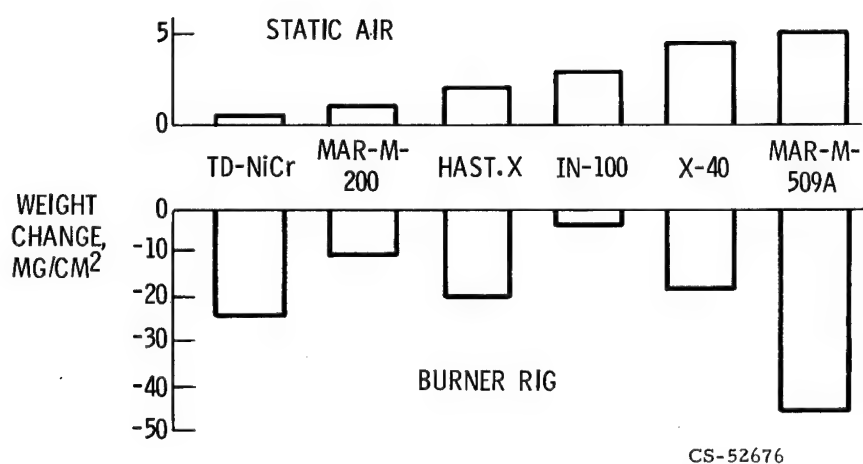 5
STATIC AIR
0
TD-NiCr
MAR-M-
200
HAST.X
IN-100
X-40
MAR-M-
509A
WEIGHT
CHANGE,
MG/CM2
0
-10
-20
-30
-40
-50
BURNER RIG
CS-52676